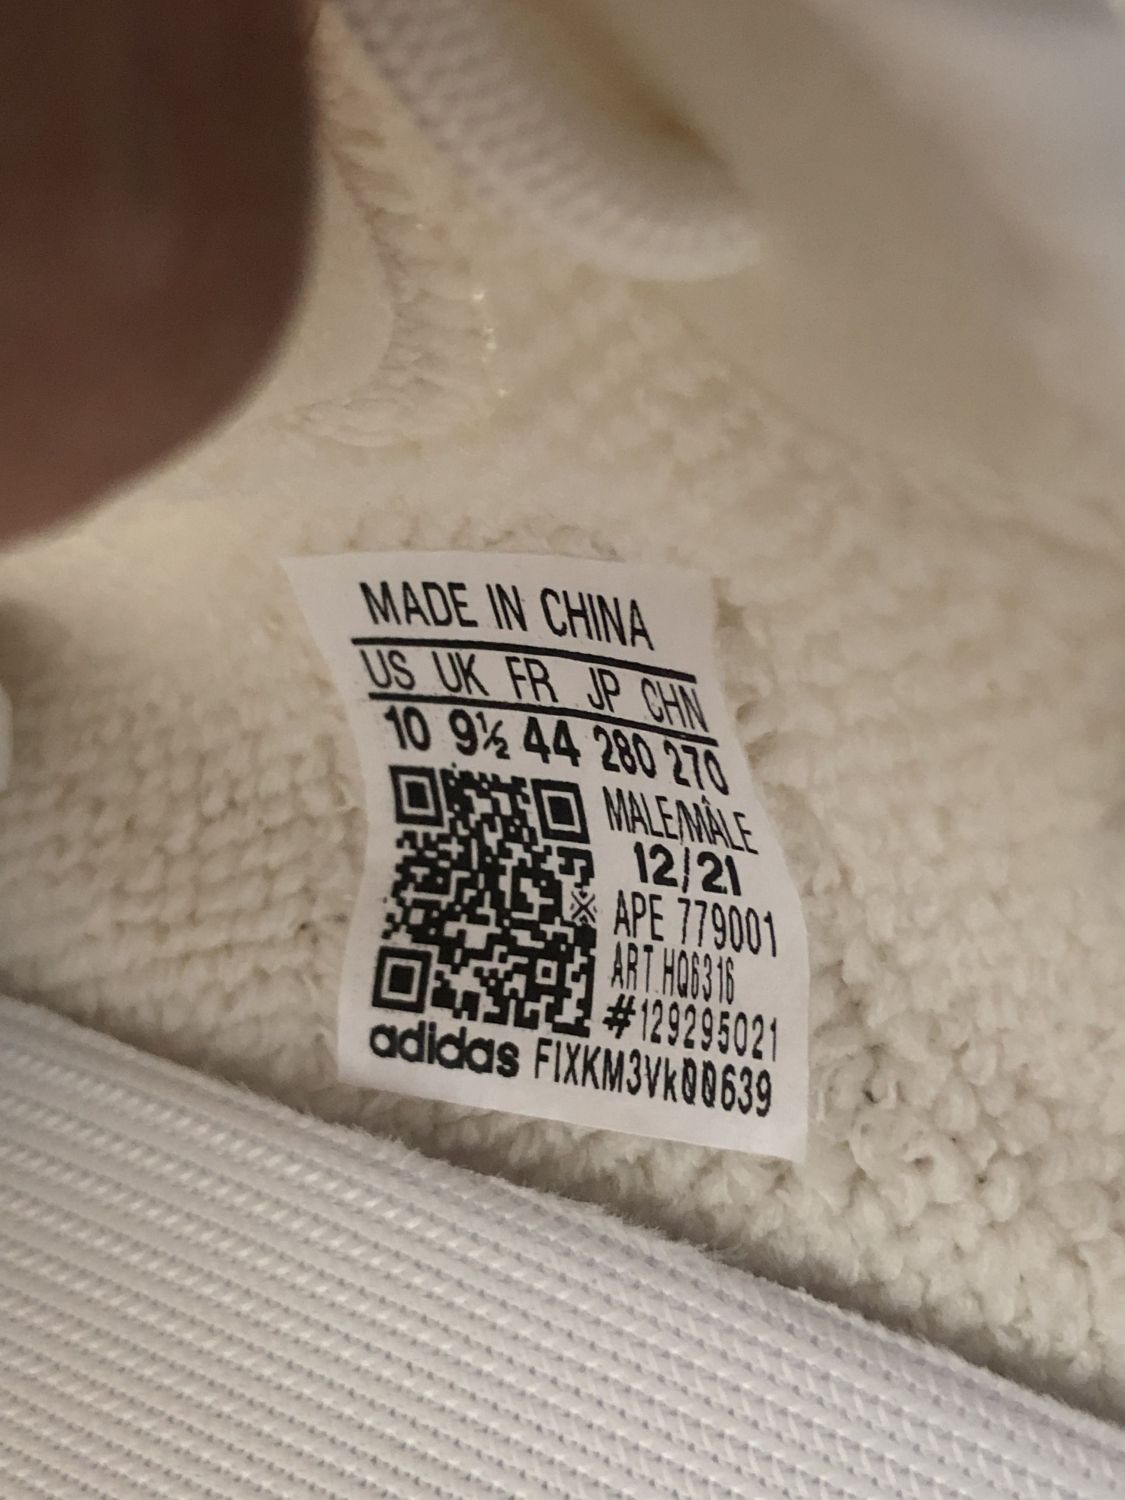 MADE IN CHINA
US UK FR JP CHN
10 9½ 44 280 270
MALE/MÂLE
12/21
APE 779001
ART HQ6316
#129295021
adidas FIXKM3Vk00639